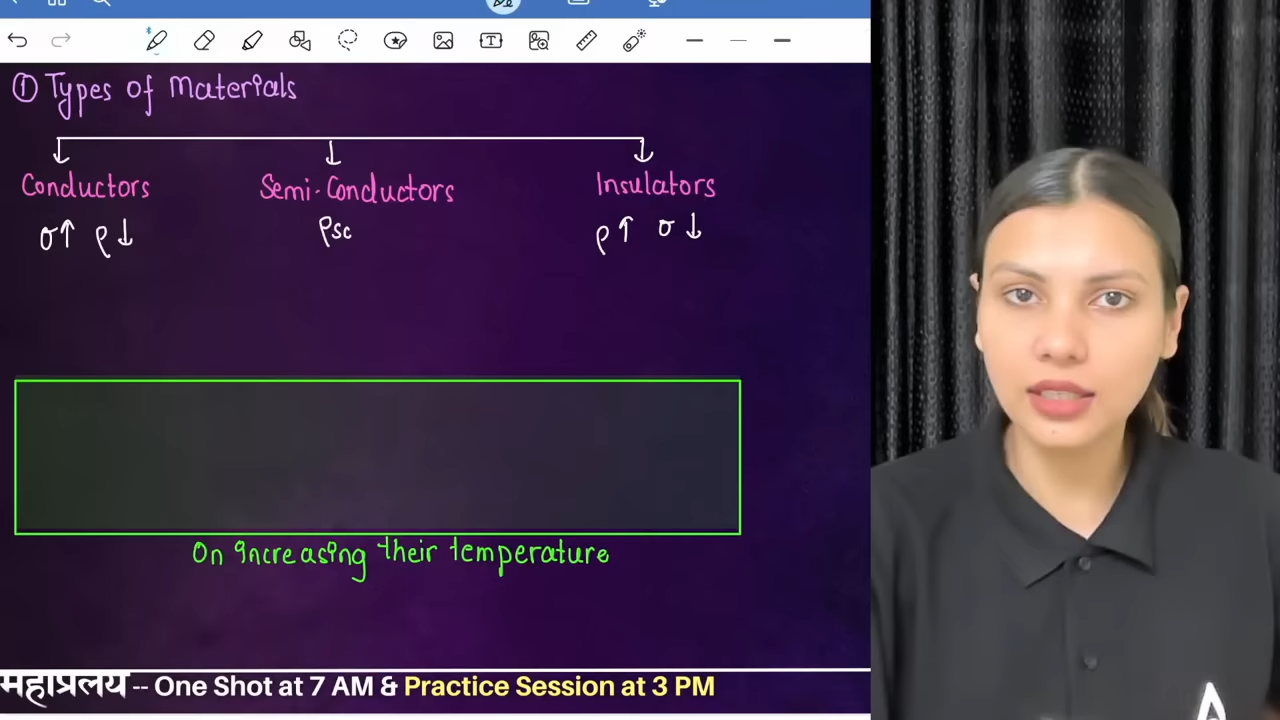 ① Types of Materials
Conductors Semi-Conductors Insulators
σ↑ ρ↓ ρsc ρ↑ σ↓
On increasing their temperature
महाप्रलय -- One Shot at 7 AM & Practice Session at 3 PM